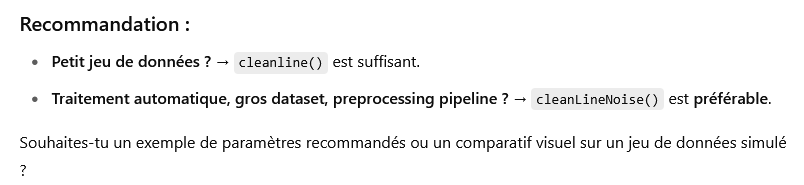 Recommandation :
• Petit jeu de données ? → cleanline() est suffisant.
• Traitement automatique, gros dataset, preprocessing pipeline ? → cleanLineNoise() est préférable.
Souhaites-tu un exemple de paramètres recommandés ou un comparatif visuel sur un jeu de données simulé
?